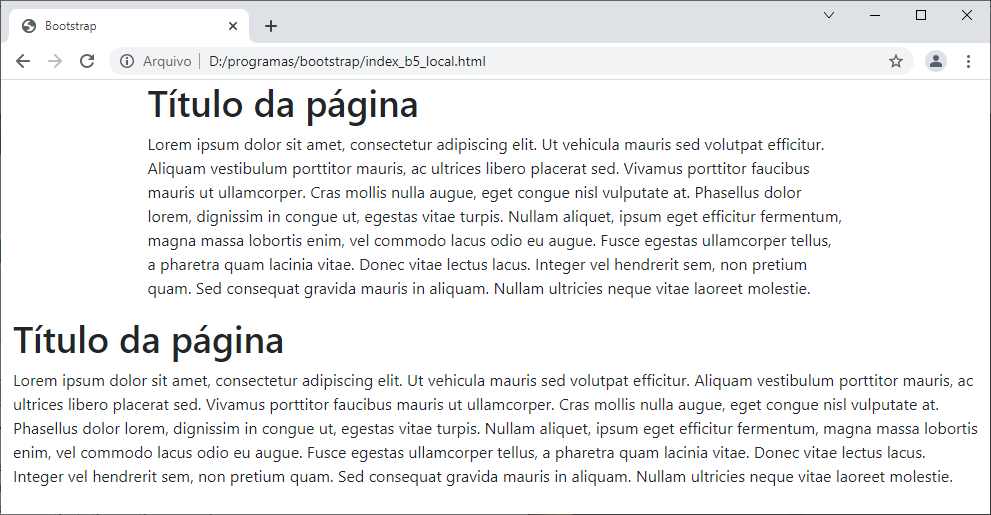 Bootstrap
Arquivo D:/programas/bootstrap/index_b5_local.html
Título da página
Lorem ipsum dolor sit amet, consectetur adipiscing elit. Ut vehicula mauris sed volutpat efficitur.
Aliquam vestibulum porttitor mauris, ac ultrices libero placerat sed. Vivamus porttitor faucibus
mauris ut ullamcorper. Cras mollis nulla augue, eget congue nisl vulputate at. Phasellus dolor
lorem, dignissim in congue ut, egestas vitae turpis. Nullam aliquet, ipsum eget efficitur fermentum,
magna massa lobortis enim, vel commodo lacus odio eu augue. Fusce egestas ullamcorper tellus,
a pharetra quam lacinia vitae. Donec vitae lectus lacus. Integer vel hendrerit sem, non pretium
quam. Sed consequat gravida mauris in aliquam. Nullam ultricies neque vitae laoreet molestie.
Título da página
Lorem ipsum dolor sit amet, consectetur adipiscing elit. Ut vehicula mauris sed volutpat efficitur. Aliquam vestibulum porttitor mauris, ac
ultrices libero placerat sed. Vivamus porttitor faucibus mauris ut ullamcorper. Cras mollis nulla augue, eget congue nisl vulputate at.
Phasellus dolor lorem, dignissim in congue ut, egestas vitae turpis. Nullam aliquet, ipsum eget efficitur fermentum, magna massa lobortis
enim, vel commodo lacus odio eu augue. Fusce egestas ullamcorper tellus, a pharetra quam lacinia vitae. Donec vitae lectus lacus.
Integer vel hendrerit sem, non pretium quam. Sed consequat gravida mauris in aliquam. Nullam ultricies neque vitae laoreet molestie.